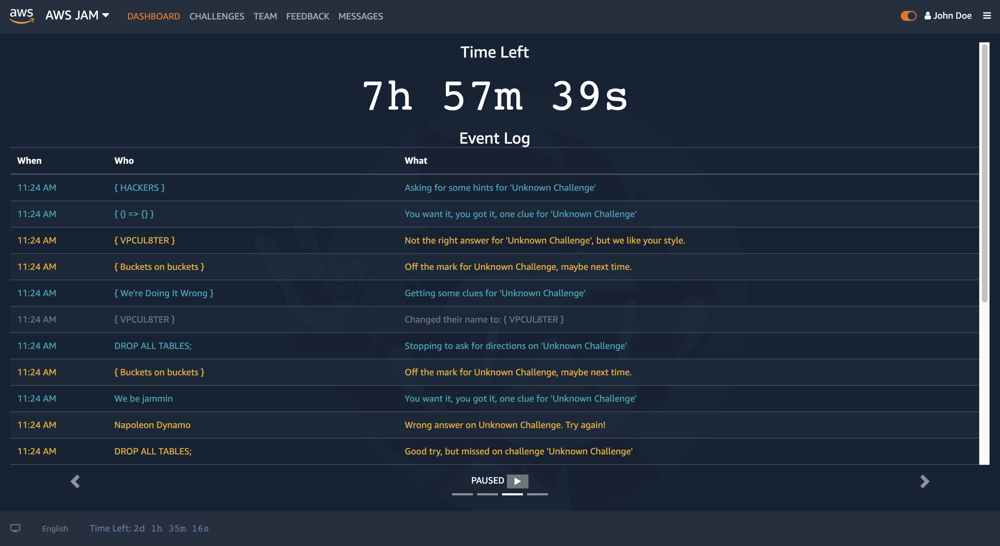 aws AWS JAM DASHBOARD CHALLENGES TEAM FEEDBACK MESSAGES John Doe
Time Left
7h 57m 39s
Event Log
When Who What
11:24 AM { HACKERS } Asking for some hints for 'Unknown Challenge'
11:24 AM { () => {} } You want it, you got it, one clue for 'Unknown Challenge'
11:24 AM { VPCUL8TER } Not the right answer for 'Unknown Challenge', but we like your style.
11:24 AM { Buckets on buckets } Off the mark for Unknown Challenge, maybe next time.
11:24 AM { We're Doing It Wrong } Getting some clues for 'Unknown Challenge'
11:24 AM { VPCUL8TER } Changed their name to: { VPCUL8TER }
11:24 AM DROP ALL TABLES; Stopping to ask for directions on 'Unknown Challenge'
11:24 AM { Buckets on buckets } Off the mark for Unknown Challenge, maybe next time.
11:24 AM We be jammin You want it, you got it, one clue for 'Unknown Challenge'
11:24 AM Napoleon Dynamo Wrong answer on Unknown Challenge. Try again!
11:24 AM DROP ALL TABLES; Good try, but missed on challenge 'Unknown Challenge'
PAUSED
English Time Left: 2d 1h 35m 16s